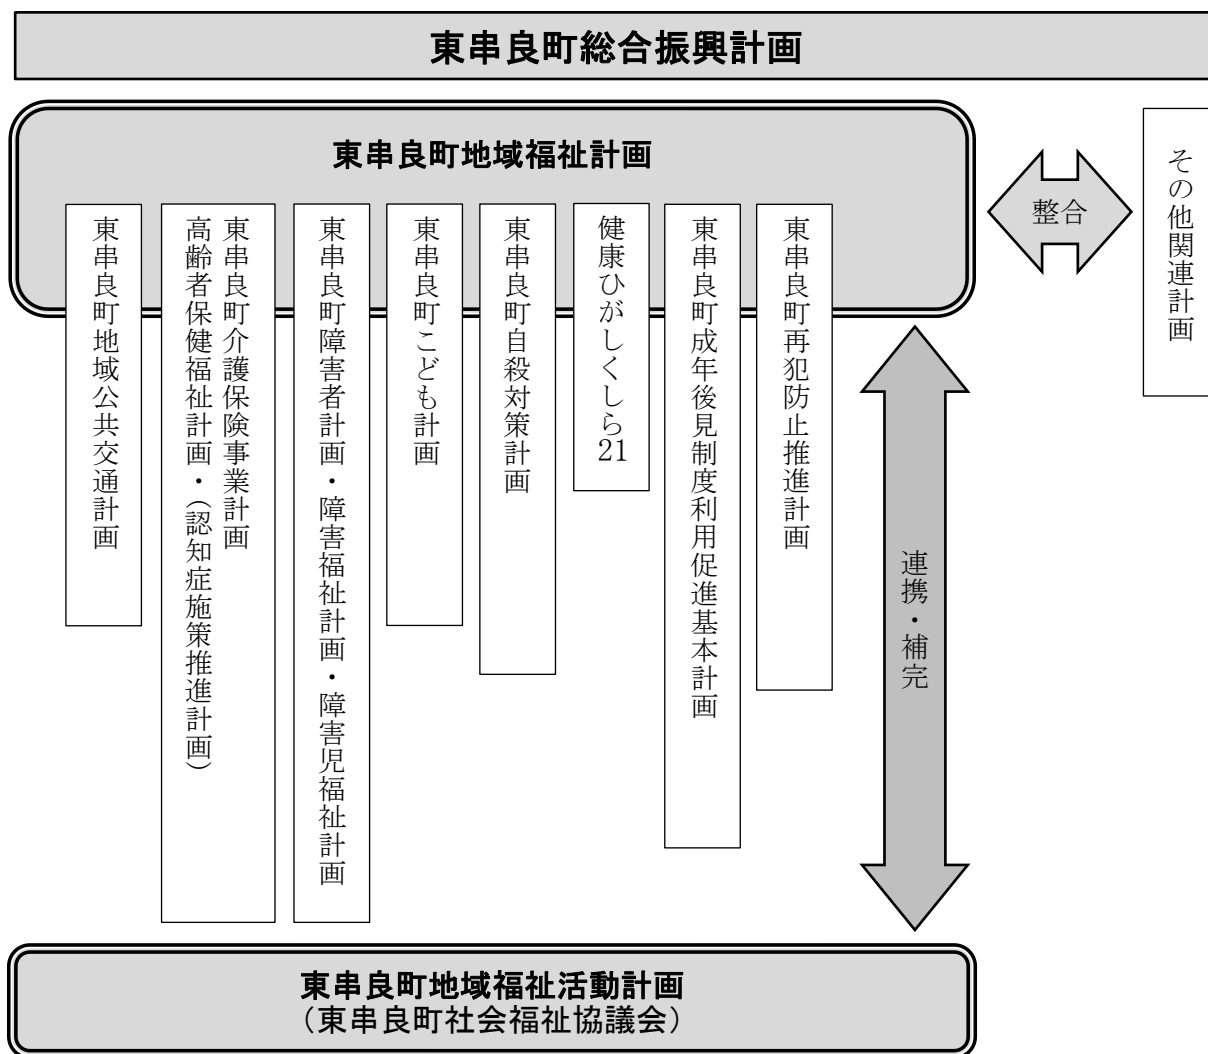 東串良町総合振興計画
東串良町地域福祉計画
整合
その他関連計画
東串良町再犯防止推進計画
東串良町成年後見制度利用促進基本計画
健康ひがしくしら21
東串良町自殺対策計画
東串良町こども計画
東串良町障害者計画・障害福祉計画・障害児福祉計画
東串良町介護保険事業計画
高齢者保健福祉計画・（認知症施策推進計画）
東串良町地域公共交通計画
連携・補完
東串良町地域福祉活動計画
（東串良町社会福祉協議会）